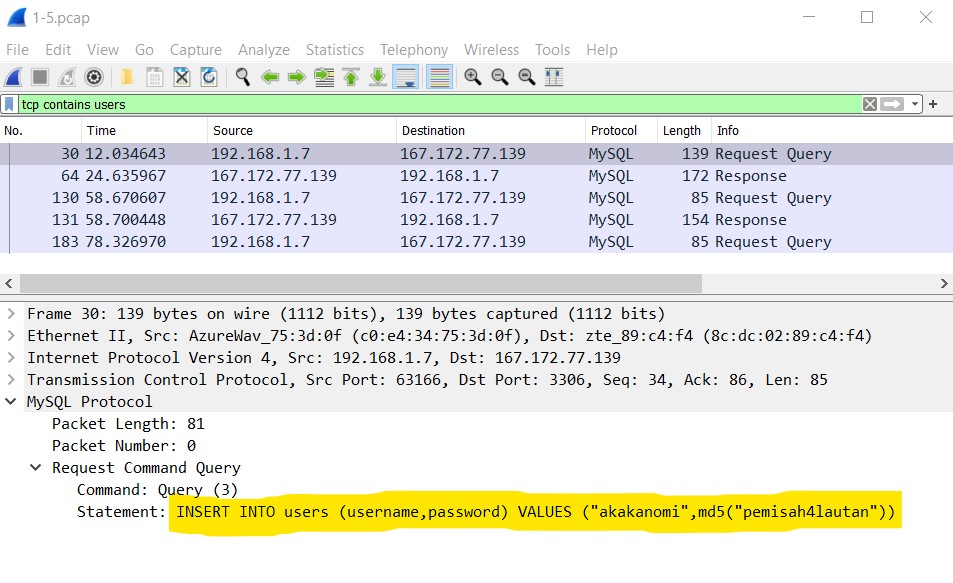 1-5.pcap
File Edit View Go Capture Analyze Statistics Telephony Wireless Tools Help
tcp contains users
No. Time Source Destination Protocol Length Info
30 12.034643 192.168.1.7 167.172.77.139 MySQL 139 Request Query
64 24.635967 167.172.77.139 192.168.1.7 MySQL 172 Response
130 58.670607 192.168.1.7 167.172.77.139 MySQL 85 Request Query
131 58.700448 167.172.77.139 192.168.1.7 MySQL 154 Response
183 78.326970 192.168.1.7 167.172.77.139 MySQL 85 Request Query
Frame 30: 139 bytes on wire (1112 bits), 139 bytes captured (1112 bits)
Ethernet II, Src: AzureWav_75:3d:0f (c0:e4:34:75:3d:0f), Dst: zte_89:c4:f4 (8c:dc:02:89:c4:f4)
Internet Protocol Version 4, Src: 192.168.1.7, Dst: 167.172.77.139
Transmission Control Protocol, Src Port: 63166, Dst Port: 3306, Seq: 34, Ack: 86, Len: 85
MySQL Protocol
Packet Length: 81
Packet Number: 0
Request Command Query
Command: Query (3)
Statement: INSERT INTO users (username,password) VALUES ("akakanomi",md5("pemisah4lautan"))